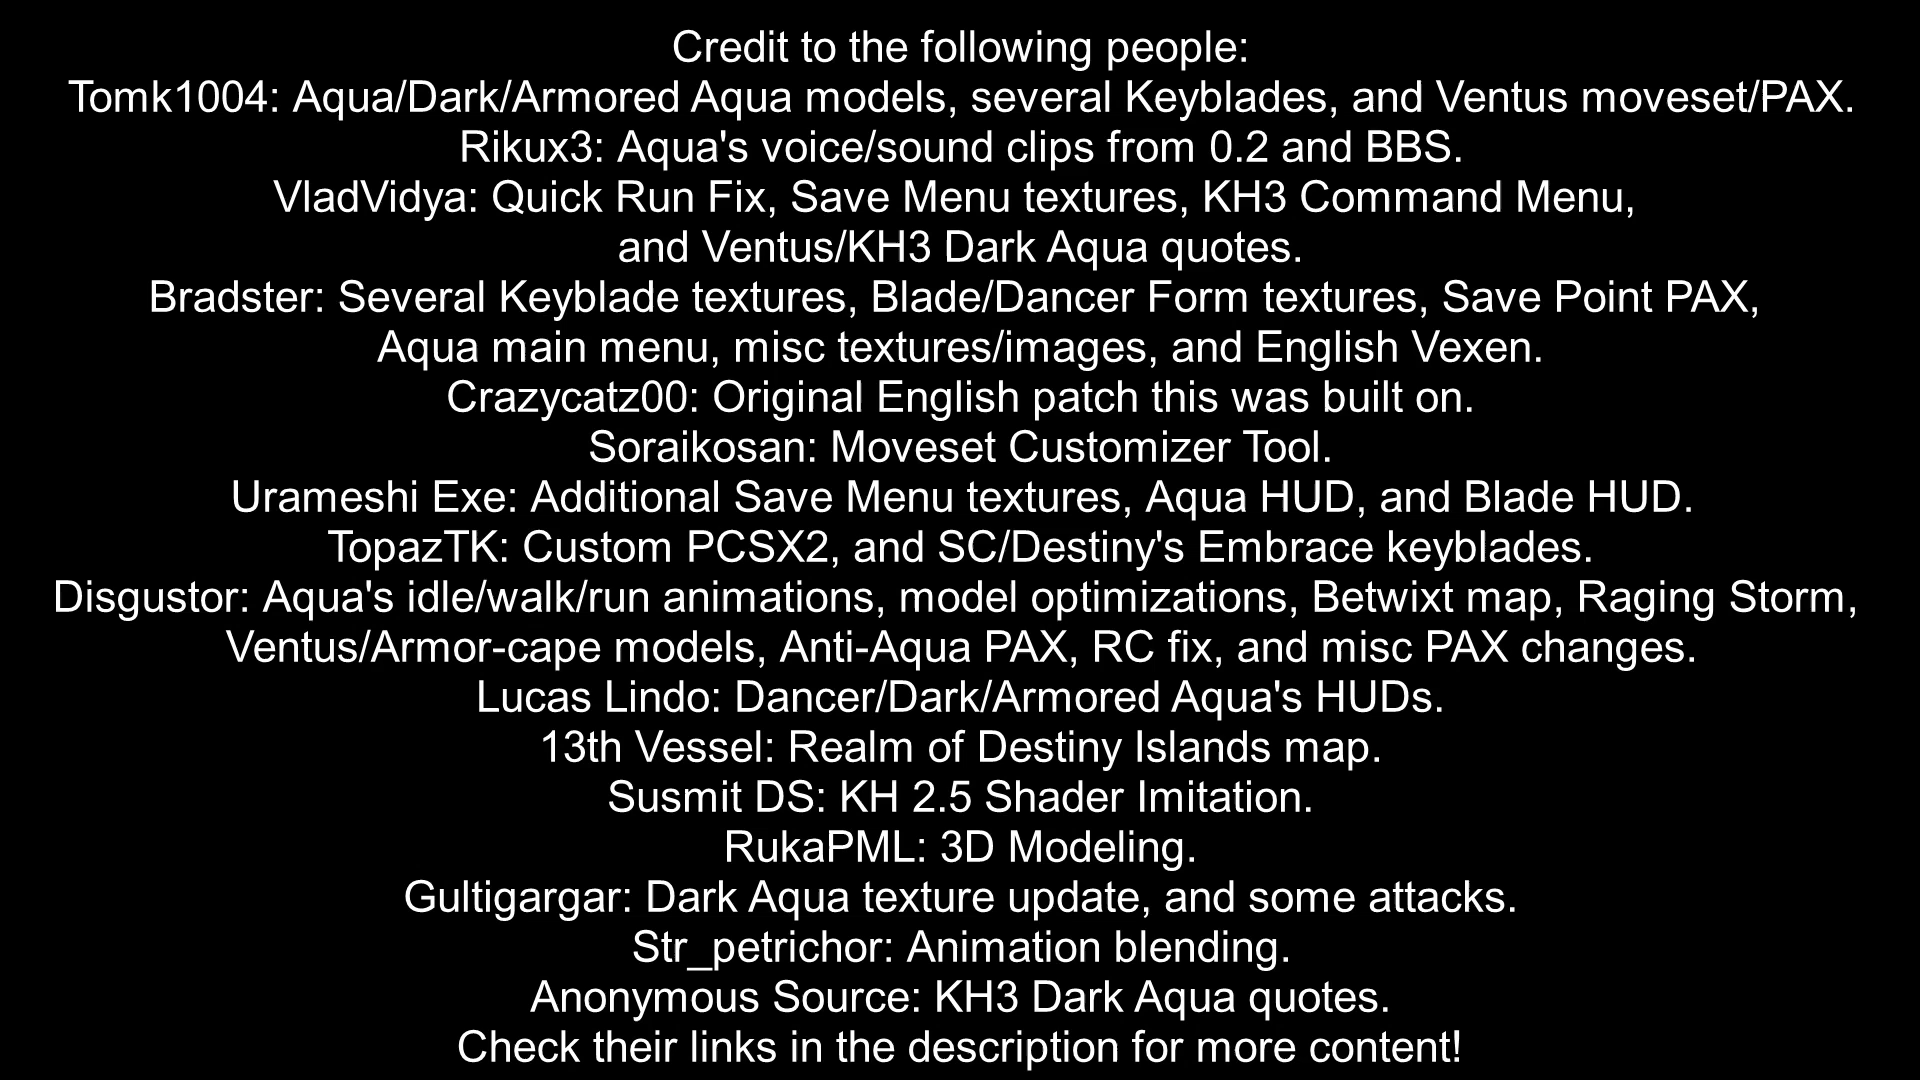 Credit to the following people:
Tomk1004: Aqua/Dark/Armored Aqua models, several Keyblades, and Ventus moveset/PAX.
Rikux3: Aqua's voice/sound clips from 0.2 and BBS.
VladVidya: Quick Run Fix, Save Menu textures, KH3 Command Menu,
and Ventus/KH3 Dark Aqua quotes.
Bradster: Several Keyblade textures, Blade/Dancer Form textures, Save Point PAX,
Aqua main menu, misc textures/images, and English Vexen.
Crazycatz00: Original English patch this was built on.
Soraikosan: Moveset Customizer Tool.
Urameshi Exe: Additional Save Menu textures, Aqua HUD, and Blade HUD.
TopazTK: Custom PCSX2, and SC/Destiny's Embrace keyblades.
Disgustor: Aqua's idle/walk/run animations, model optimizations, Betwixt map, Raging Storm,
Ventus/Armor-cape models, Anti-Aqua PAX, RC fix, and misc PAX changes.
Lucas Lindo: Dancer/Dark/Armored Aqua's HUDs.
13th Vessel: Realm of Destiny Islands map.
Susmit DS: KH 2.5 Shader Imitation.
RukaPML: 3D Modeling.
Gultigargar: Dark Aqua texture update, and some attacks.
Str_petrichor: Animation blending.
Anonymous Source: KH3 Dark Aqua quotes.
Check their links in the description for more content!